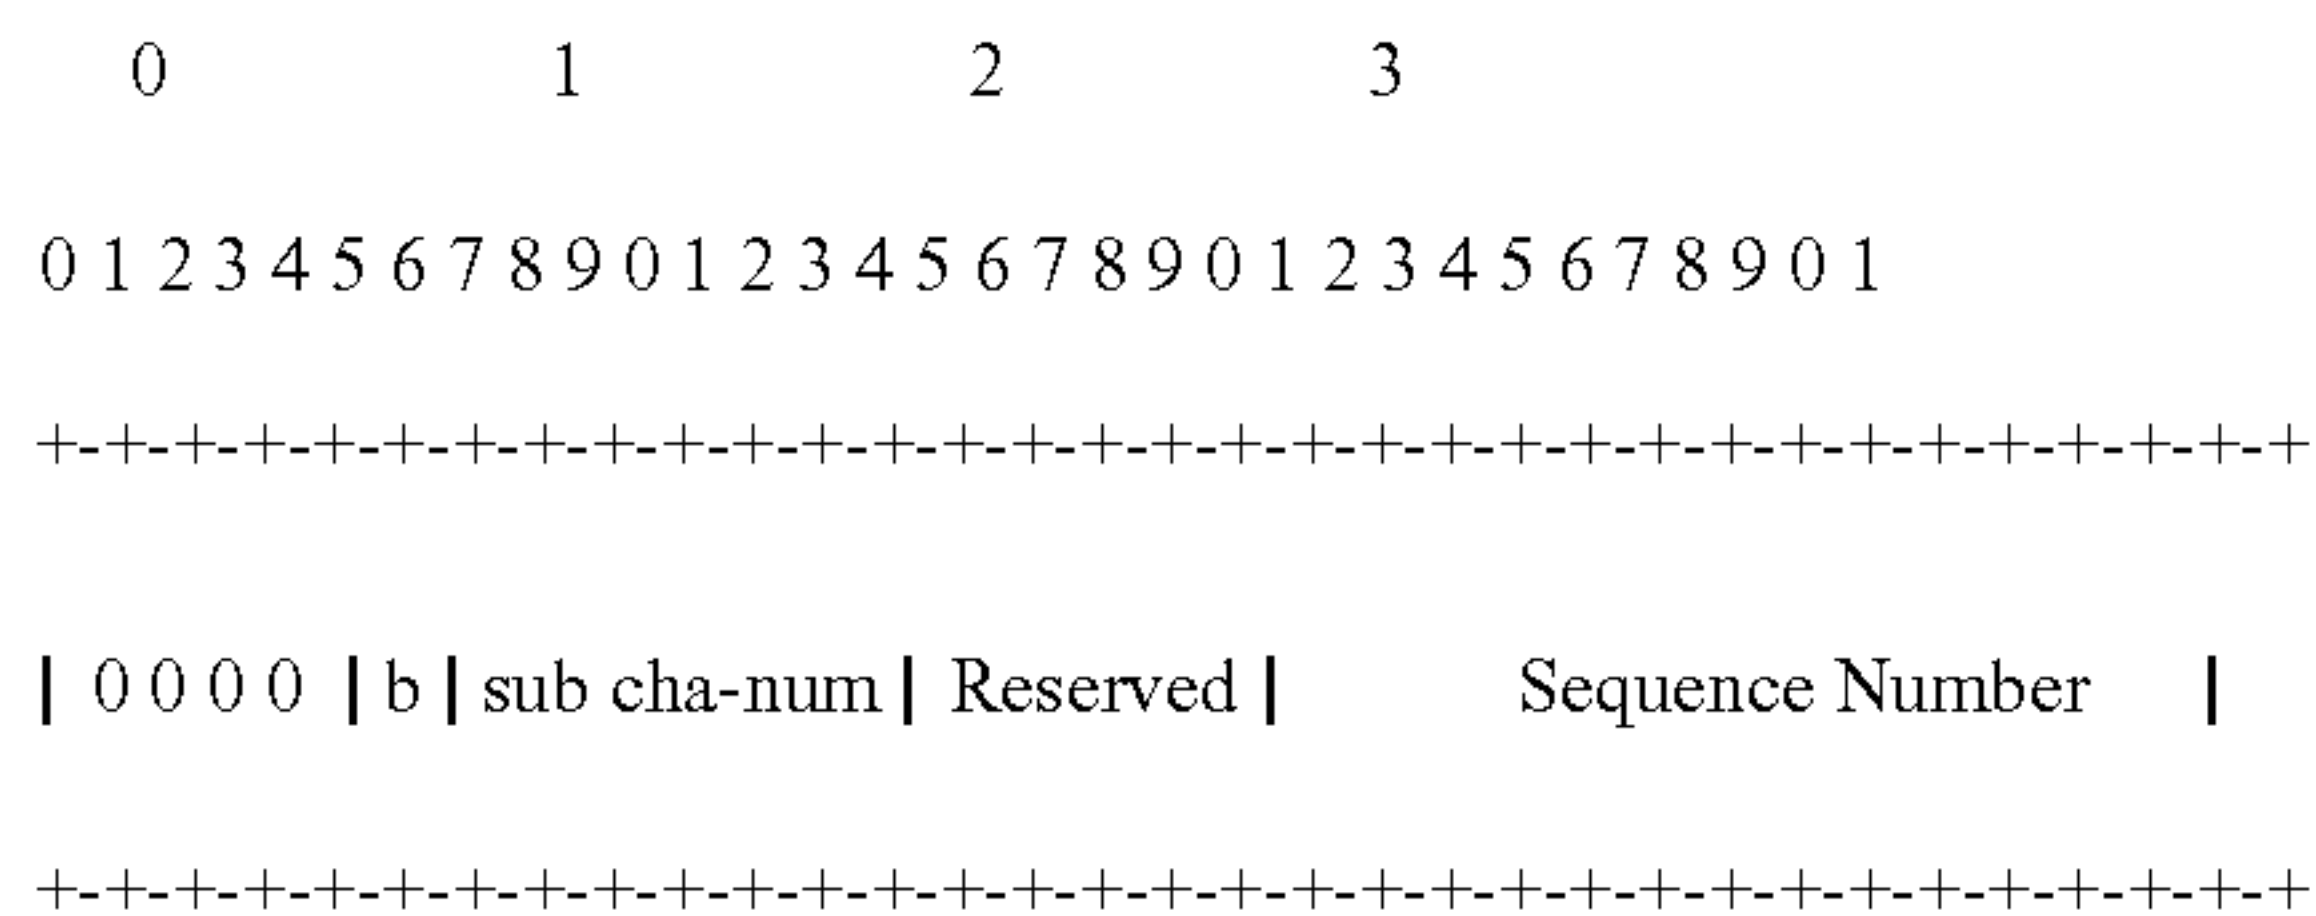 0 1 2 3
0 1 2 3 4 5 6 7 8 9 0 1 2 3 4 5 6 7 8 9 0 1 2 3 4 5 6 7 8 9 0 1
+-+-+-+-+-+-+-+-+-+-+-+-+-+-+-+-+-+-+-+-+-+-+-+-+-+-+-+-+-+-+-+-+
| 0 0 0 0 | b | sub cha-num | Reserved | Sequence Number |
+-+-+-+-+-+-+-+-+-+-+-+-+-+-+-+-+-+-+-+-+-+-+-+-+-+-+-+-+-+-+-+-+